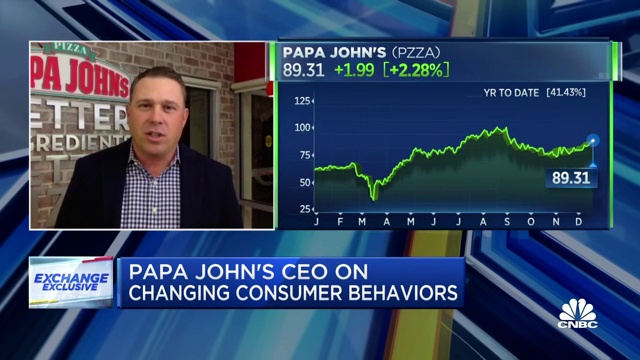 PIZZA
PAPA JOHNS
BETTER
INGREDIENTS
PAPA JOHN'S (PZZA)
89.31 +1.99 [+2.28%]
YR TO DATE [41.43%]
125
100
75
50
25
89.31
J F M A M J J A S O N D
EXCHANGE
EXCLUSIVE
PAPA JOHN'S CEO ON
CHANGING CONSUMER BEHAVIORS
CNBC